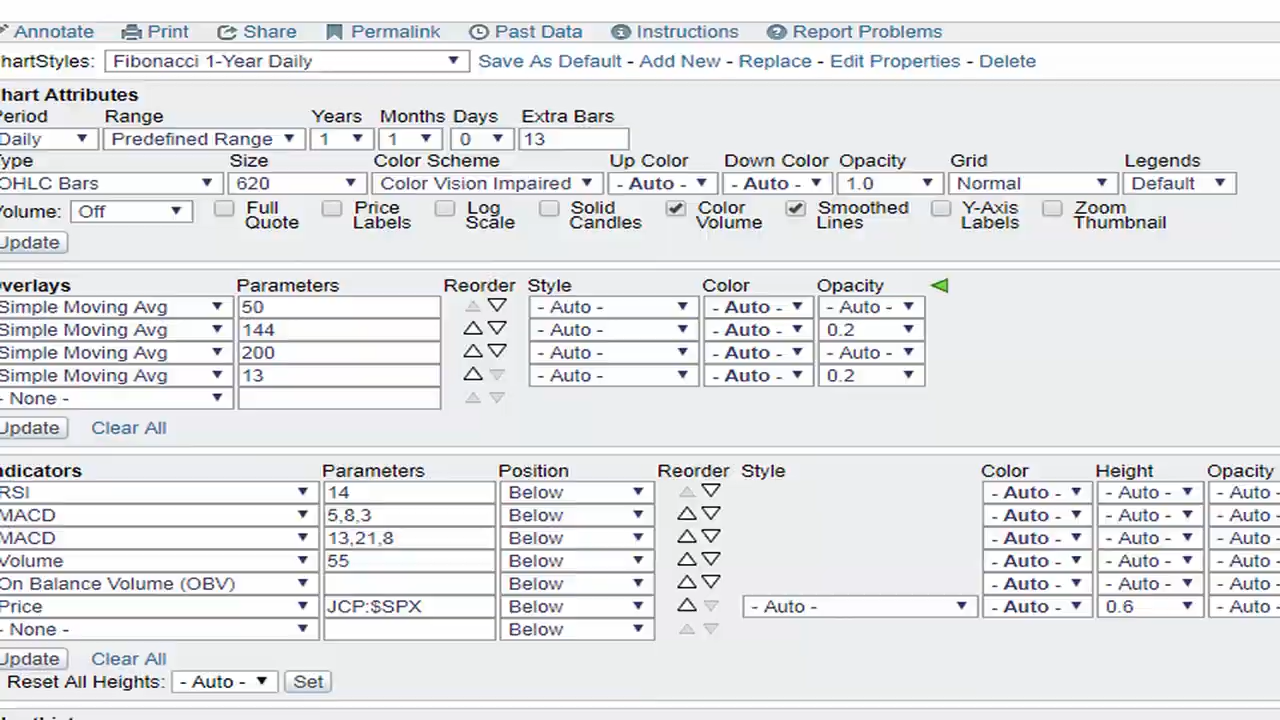 Annotate Print Share Permalink Past Data Instructions Report Problems
hartStyles: Fibonacci 1-Year Daily Save As Default - Add New - Replace - Edit Properties - Delete
hart Attributes
Period Range Years Months Days Extra Bars
Daily Predefined Range 1 1 0 13
Type Size Color Scheme Up Color Down Color Opacity Grid Legends
OHLC Bars 620 Color Vision Impaired - Auto - - Auto - 1.0 Normal Default
Volume: Off Full Quote Price Labels Log Scale Solid Candles Color Volume Smoothed Lines Y-Axis Labels Zoom Thumbnail
Update
verlays Parameters Reorder Style Color Opacity
Simple Moving Avg 50 - Auto - - Auto - - Auto -
Simple Moving Avg 144 - Auto - - Auto - 0.2
Simple Moving Avg 200 - Auto - - Auto - - Auto -
Simple Moving Avg 13 - Auto - - Auto - 0.2
- None -
Update Clear All
ndicators Parameters Position Reorder Style Color Height Opacity
RSI 14 Below - Auto - - Auto - - Auto -
MACD 5,8,3 Below - Auto - - Auto - - Auto -
MACD 13,21,8 Below - Auto - - Auto - - Auto -
Volume 55 Below - Auto - - Auto - - Auto -
On Balance Volume (OBV) Below - Auto - - Auto - - Auto -
Price JCP:$SPX Below - Auto - - Auto - 0.6 - Auto -
- None - Below
Update Clear All
Reset All Heights: - Auto - Set